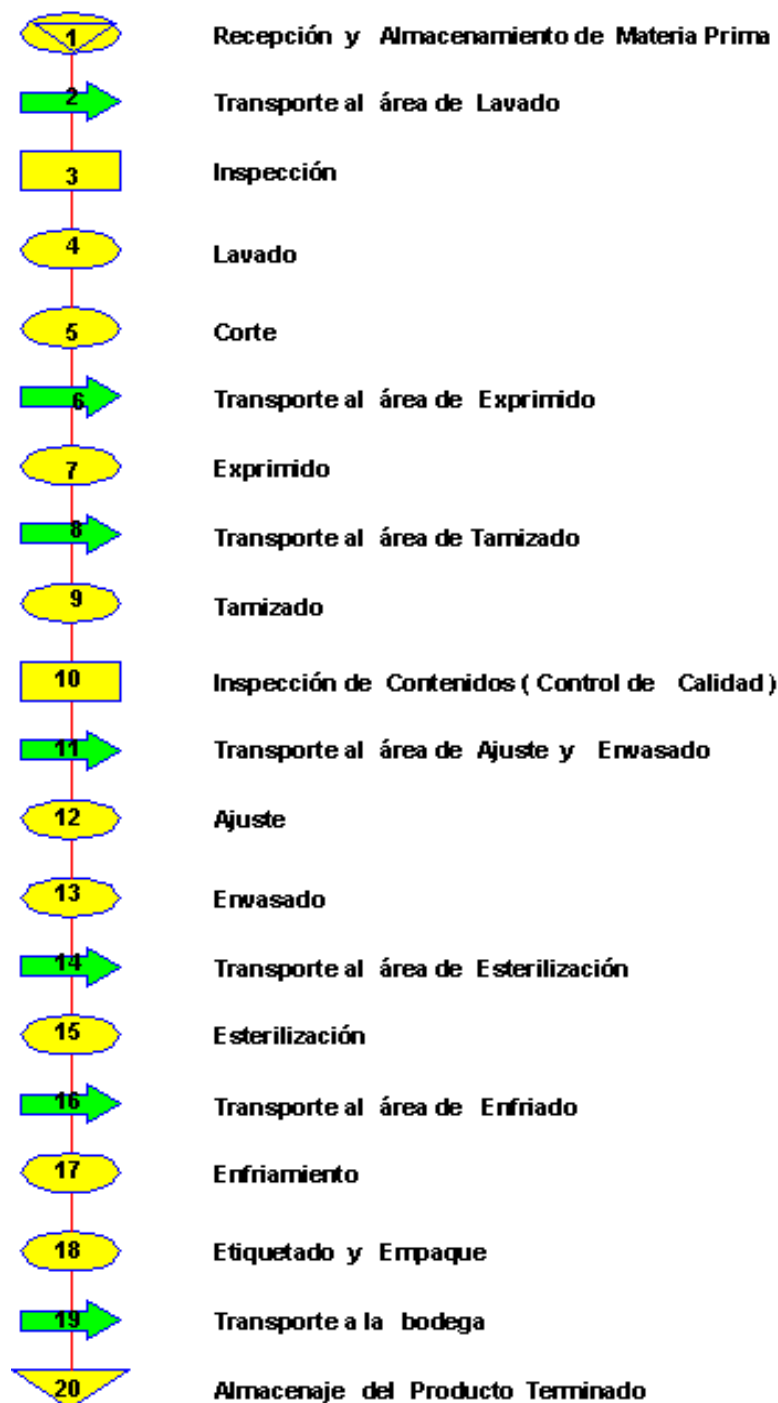 1 Recepción y Almacenamiento de Materia Prima
2 Transporte al área de Lavado
3 Inspección
4 Lavado
5 Corte
6 Transporte al área de Exprimido
7 Exprimido
8 Transporte al área de Tamizado
9 Tamizado
10 Inspección de Contenidos ( Control de Calidad )
11 Transporte al área de Ajuste y Envasado
12 Ajuste
13 Envasado
14 Transporte al área de Esterilización
15 Esterilización
16 Transporte al área de Enfriado
17 Enfriamiento
18 Etiquetado y Empaque
19 Transporte a la bodega
20 Almacenaje del Producto Terminado